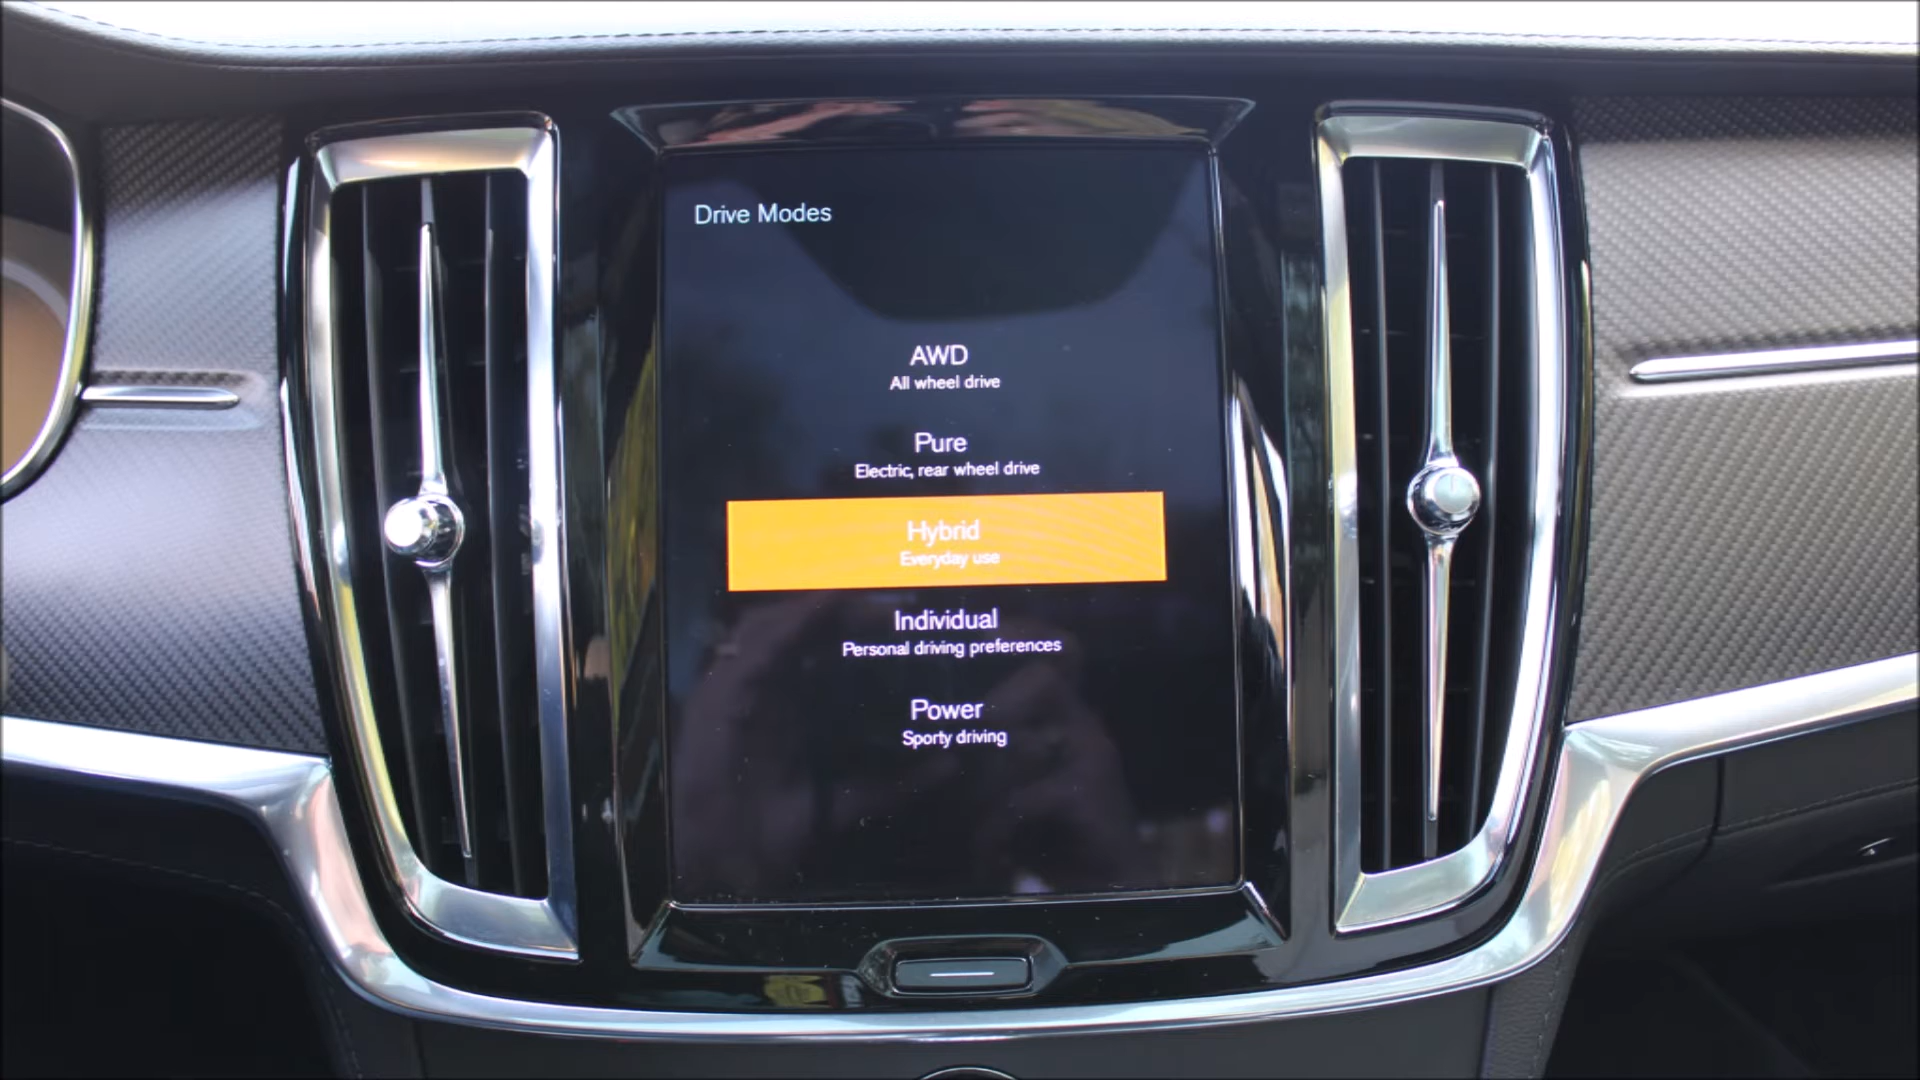 Drive Modes
AWD
All wheel drive
Pure
Electric, rear wheel drive
Hybrid
Everyday use
Individual
Personal driving preferences
Power
Sporty driving